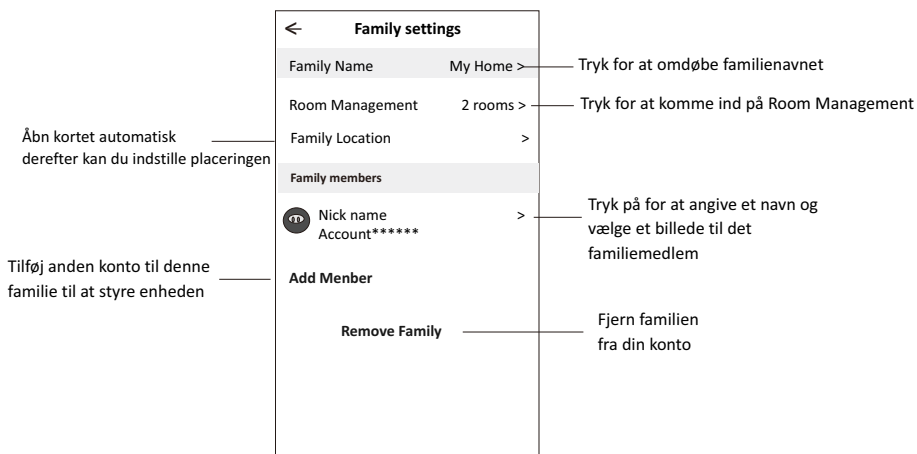 Family settings
Family Name My Home >
Tryk for at omdøbe familienavnet
Room Management 2 rooms >
Tryk for at komme ind på Room Management
Åbn kortet automatisk
derefter kan du indstille placeringen
Family Location >
Family members
Nick name >
Account******
Tryk på for at angive et navn og
vælge et billede til det
familiemedlem
Tilføj anden konto til denne
familie til at styre enheden
Add Menber
Remove Family
Fjern familien
fra din konto